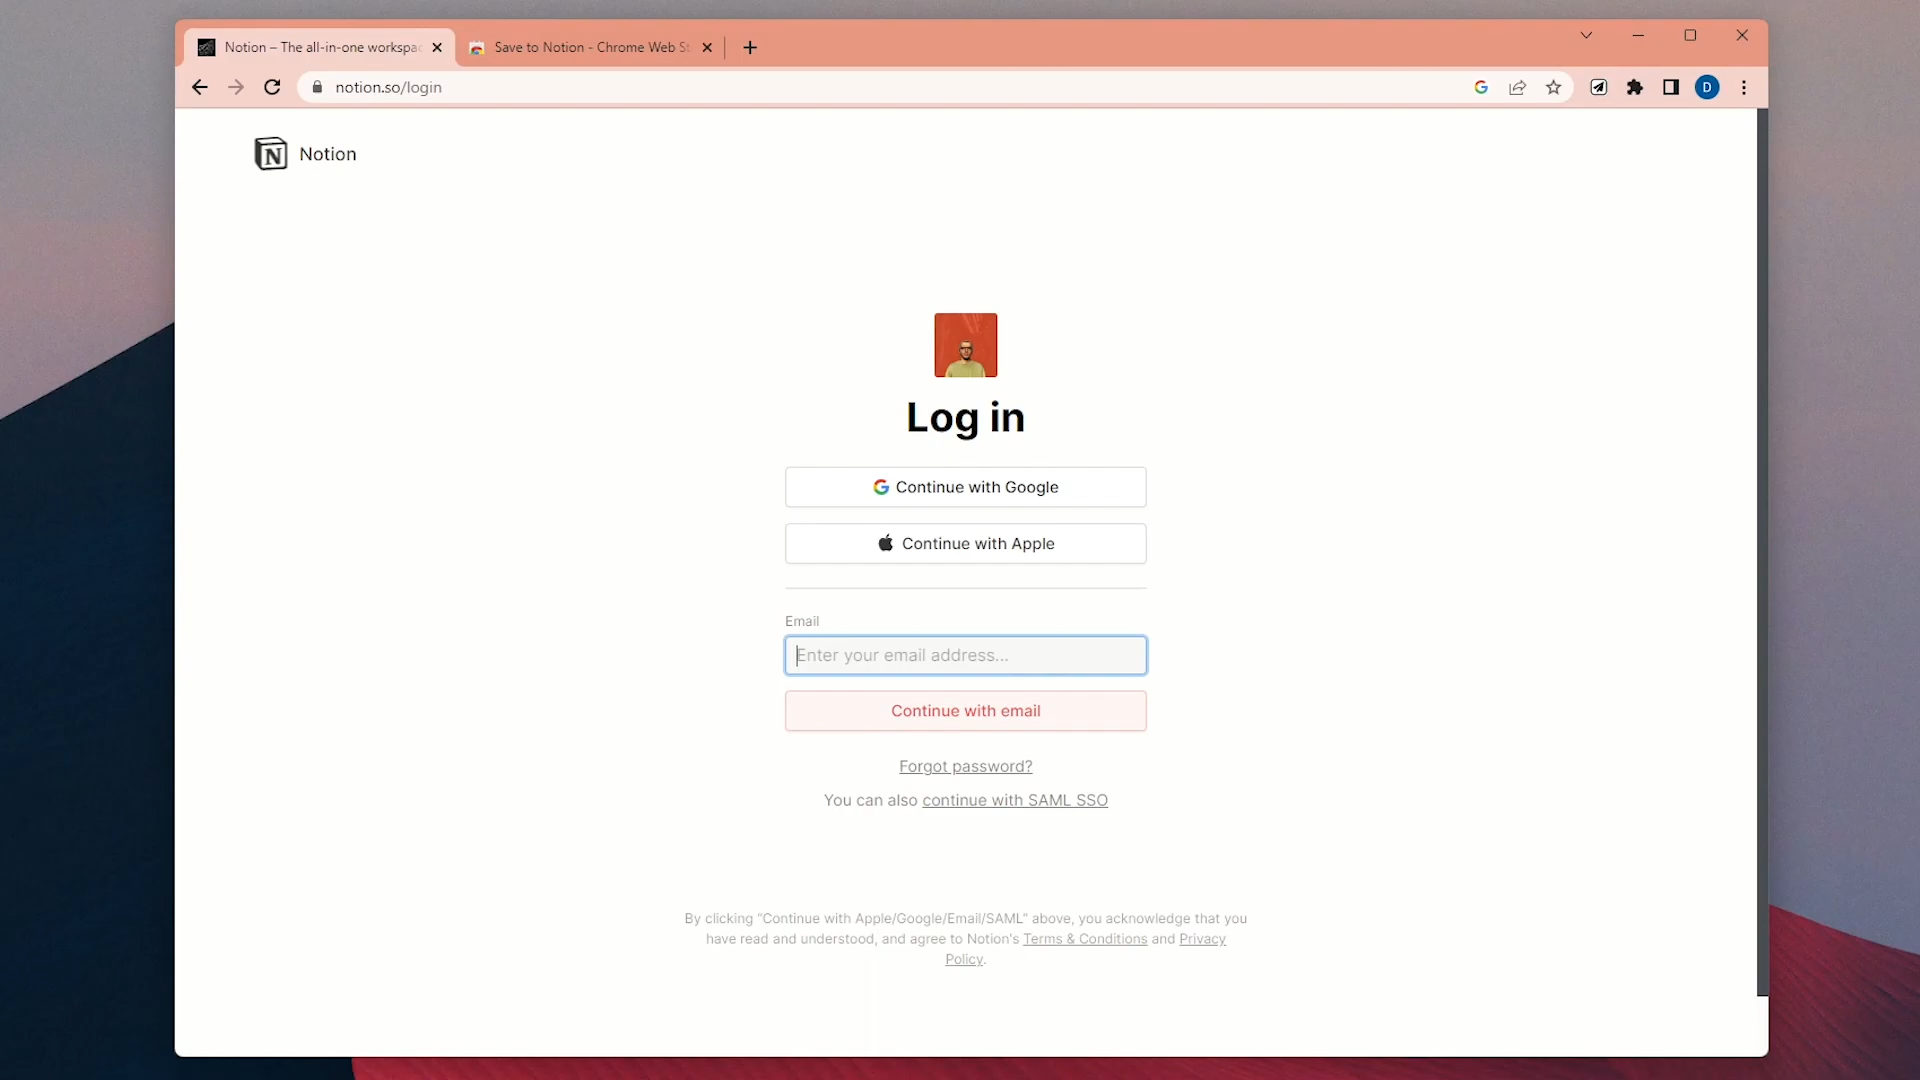 Notion – The all-in-one workspa
Save to Notion - Chrome Web St
notion.so/login
D
N Notion
Log in
Continue with Google
Continue with Apple
Email
Enter your email address...
Continue with email
Forgot password?
You can also continue with SAML SSO
By clicking “Continue with Apple/Google/Email/SAML” above, you acknowledge that you
have read and understood, and agree to Notion's Terms & Conditions and Privacy
Policy.